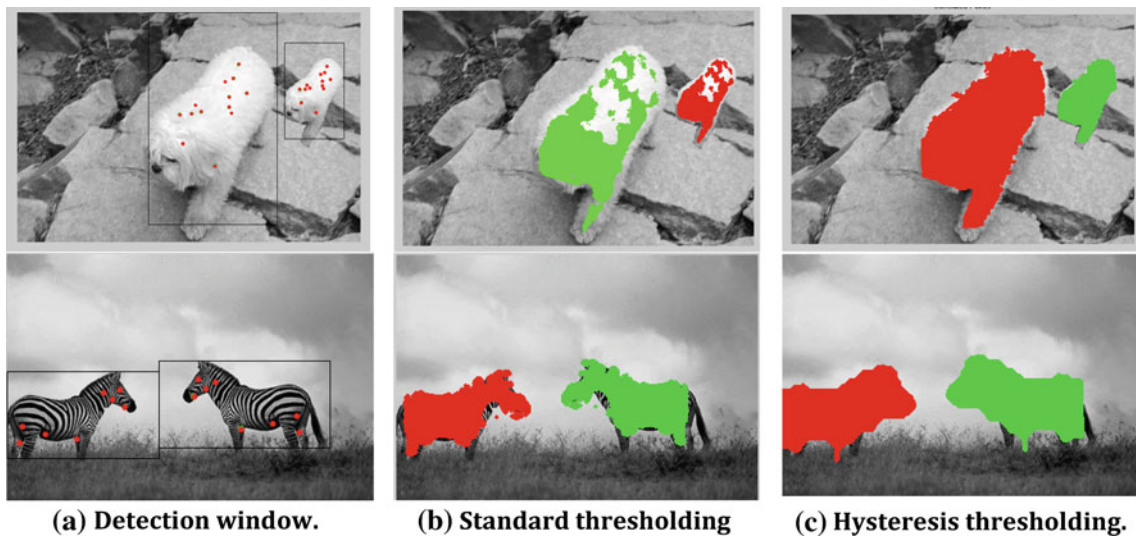 (a) Detection window.
(b) Standard thresholding
(c) Hysteresis thresholding.